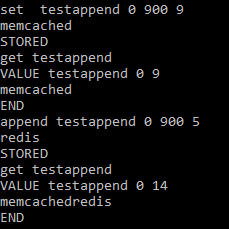 set  testappend 0 900 9
memcached
STORED
get testappend
VALUE testappend 0 9
memcached
END
append testappend 0 900 5
redis
STORED
get testappend
VALUE testappend 0 14
memcachedredis
END